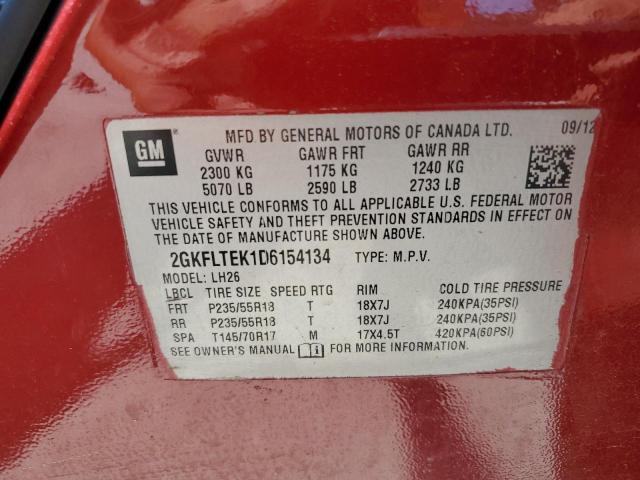 GM
MFD BY GENERAL MOTORS OF CANADA LTD. 09/12
GVWR GAWR FRT GAWR RR
2300 KG 1175 KG 1240 KG
5070 LB 2590 LB 2733 LB
THIS VEHICLE CONFORMS TO ALL APPLICABLE U.S. FEDERAL MOTOR
VEHICLE SAFETY AND THEFT PREVENTION STANDARDS IN EFFECT ON
THE DATE OF MANUFACTURE SHOWN ABOVE.
2GKFLTEK1D6154134 TYPE: M.P.V.
MODEL: LH26
LBCL TIRE SIZE SPEED RTG RIM COLD TIRE PRESSURE
FRT P235/55R18 T 18X7J 240KPA(35PSI)
RR P235/55R18 T 18X7J 240KPA(35PSI)
SPA T145/70R17 M 17X4.5T 420KPA(60PSI)
SEE OWNER'S MANUAL i FOR MORE INFORMATION.